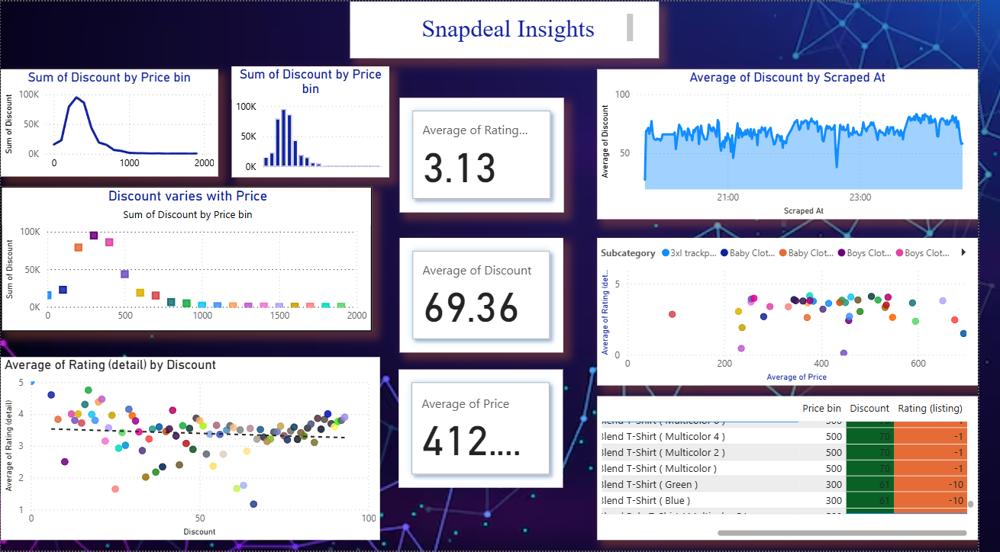 Snapdeal Insights
Sum of Discount by Price bin
Sum of Discount
100K
50K
0K
0
1000
2000
Sum of Discount by Price
bin
100K
50K
0K
Average of Rating...
3.13
Average of Discount by Scraped At
Average of Discount
100
50
21:00
23:00
Scraped At
Discount varies with Price
Sum of Discount by Price bin
Sum of Discount
100K
50K
0K
0
500
1000
1500
2000
Average of Discount
69.36
Subcategory
3xl trackp...
Baby Clot...
Baby Clot...
Boys Clot...
Boys Clot...
Average of Rating (det...
5
0
0
200
400
600
Average of Price
Average of Rating (detail) by Discount
Average of Rating (detail)
5
4
3
2
1
0
50
100
Discount
Average of Price
412....
Price bin Discount Rating (listing)
Blend T-Shirt ( Multicolor 4 ) 500 70 -1
Blend T-Shirt ( Multicolor 2 ) 500 70 -1
Blend T-Shirt ( Multicolor ) 500 70 -1
Blend T-Shirt ( Green ) 300 61 -10
Blend T-Shirt ( Blue ) 300 61 -10